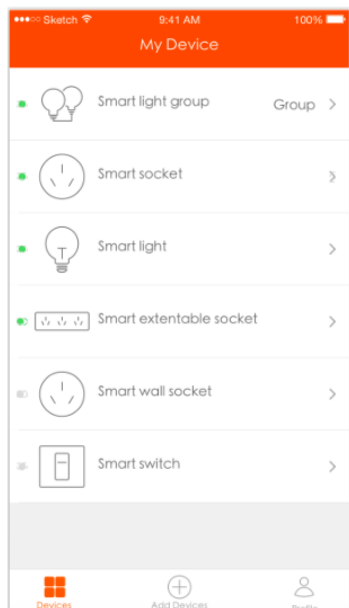 Sketch 9:41 AM 100%
My Device
Smart light group Group >
Smart socket
Smart light >
Smart extentable socket >
Smart wall socket >
Smart switch >
Devices Add Devices Profile